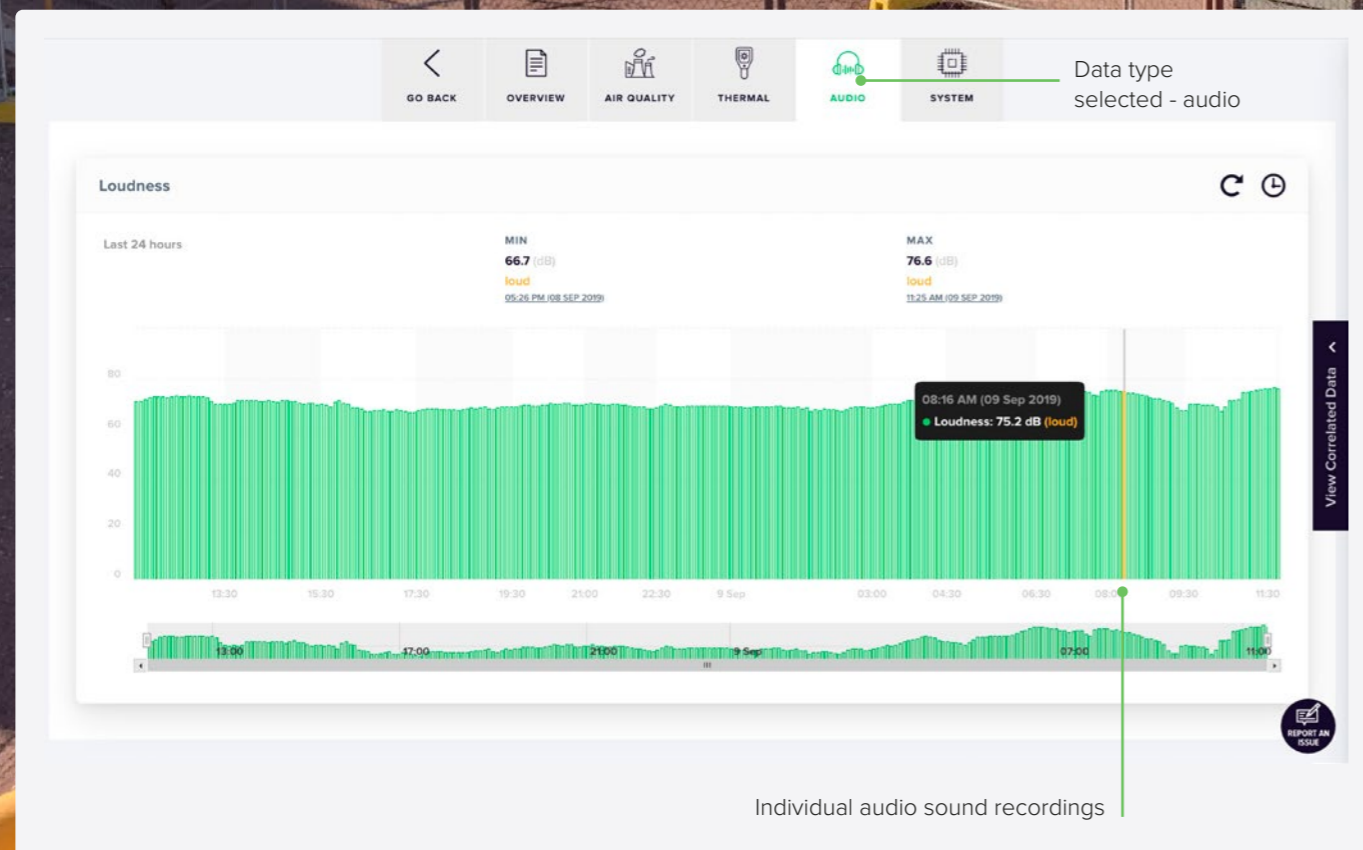 GO BACK
OVERVIEW
AIR QUALITY
THERMAL
AUDIO
SYSTEM
Data type
selected - audio
Loudness
Last 24 hours
MIN
66.7 (dB)
loud
05:26 PM (08 SEP 2019)
MAX
76.6 (dB)
loud
11:25 AM (09 SEP 2019)
80
60
40
20
0
08:16 AM (09 Sep 2019)
Loudness: 75.2 dB (loud)
13:30 15:30 17:30 19:30 21:00 22:30 9 Sep 03:00 04:30 06:30 08:0 09:30 11:30
13:00 17:00 21:00 9 Sep 07:00 11:00
View Correlated Data
REPORT AN
ISSUE
Individual audio sound recordings